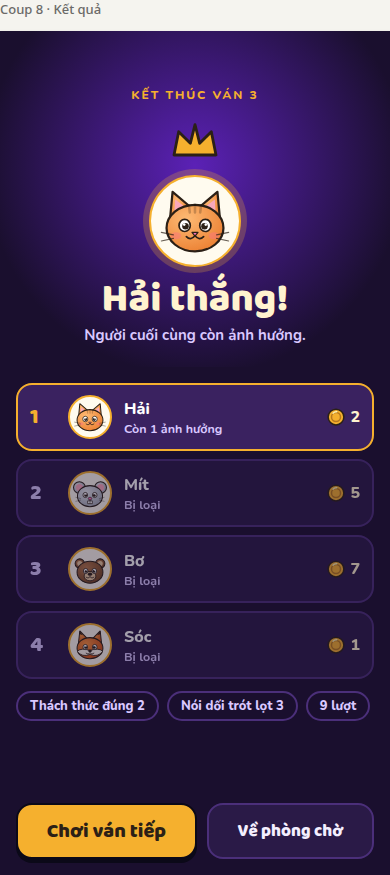 Coup 8 · Kết quả
KẾT THÚC VÁN 3
Hải thắng!
Người cuối cùng còn ảnh hưởng.
1
Hải
Còn 1 ảnh hưởng
2
2
Mít
Bị loại
5
3
Bơ
Bị loại
7
4
Sóc
Bị loại
1
Thách thức đúng 2
Nói dối trót lọt 3
9 lượt
Chơi ván tiếp
Về phòng chờ